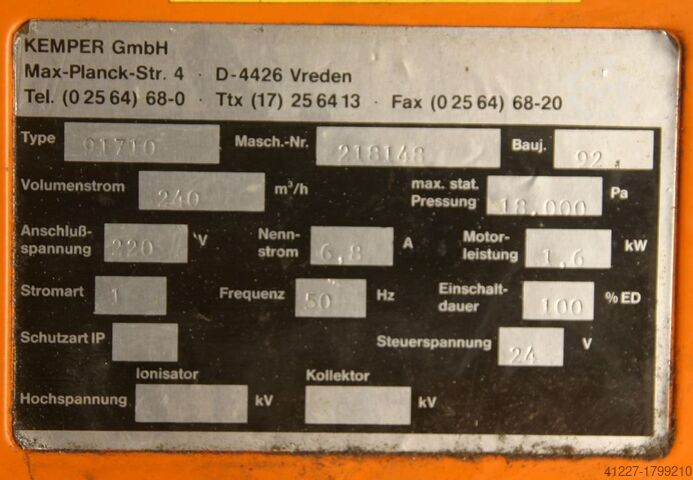 KEMPER GmbH
Max-Planck-Str. 4 · D-4426 Vreden
Tel. (0 25 64) 68-0 · Ttx (17) 25 64 13 · Fax (0 25 64) 68-20
Type 91710 Masch.-Nr. 218148 Bauj. 92.
Volumenstrom 240 m³/h max. stat. Pressung 18.000 Pa
Anschluß-spannung 220 V Nenn-strom 6,8 A Motor-leistung 1,6 kW
Stromart 1 Frequenz 50 Hz Einschalt-dauer 100 % ED
Schutzart IP Steuerspannung 24 V
Ionisator Kollektor
Hochspannung kV kV
41227-1799210